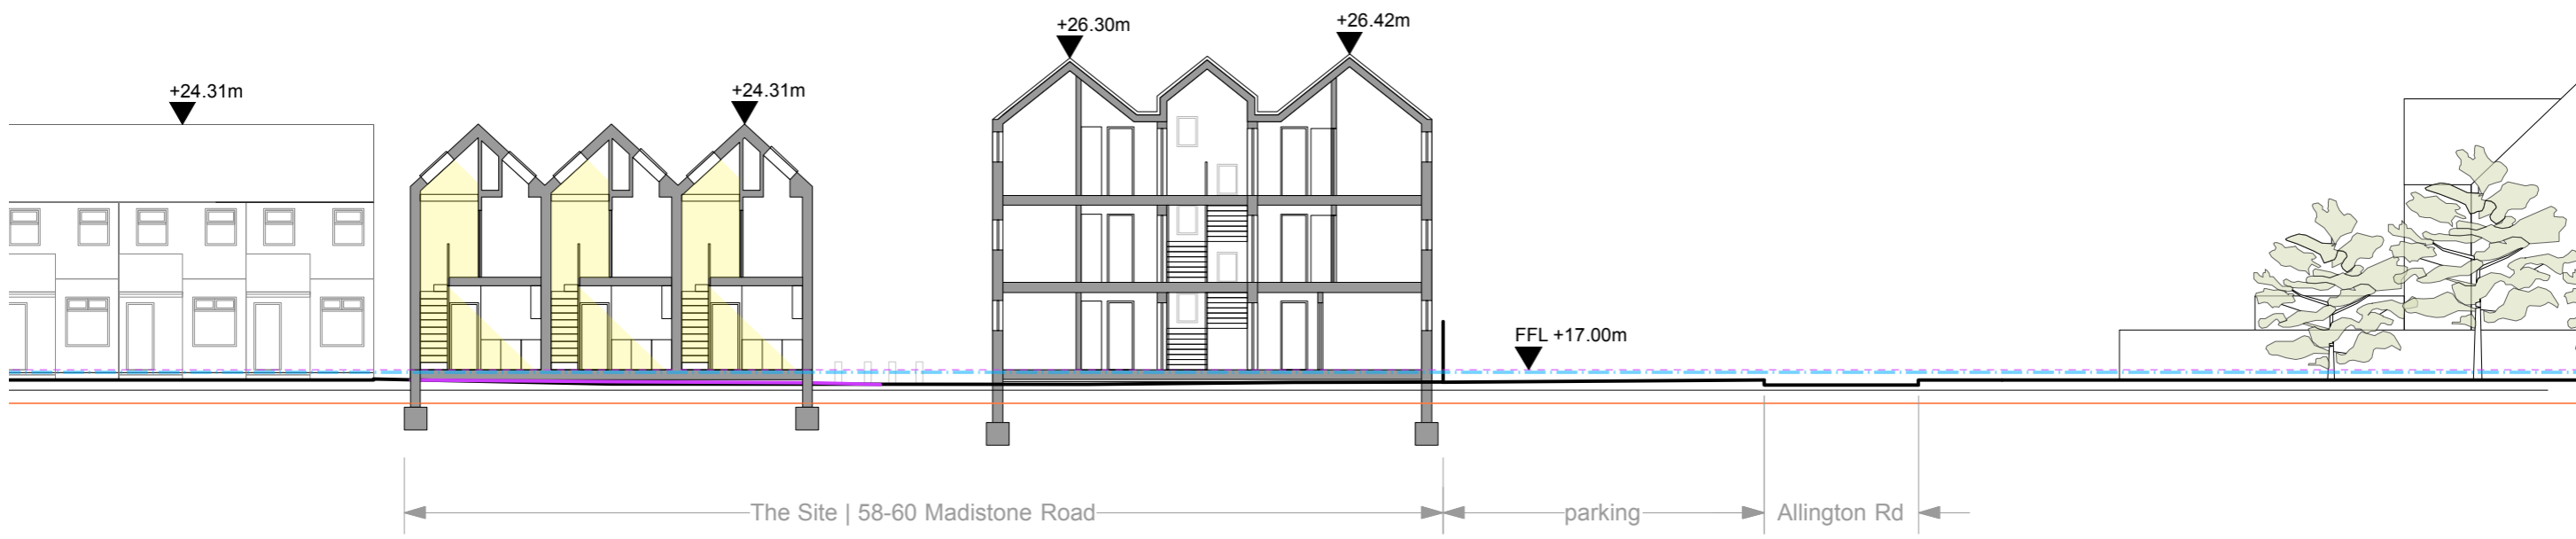 +26.30m
+26.42m
+24.31m
+24.31m
FFL +17.00m
The Site | 58-60 Madistone Road
parking
Allington Rd